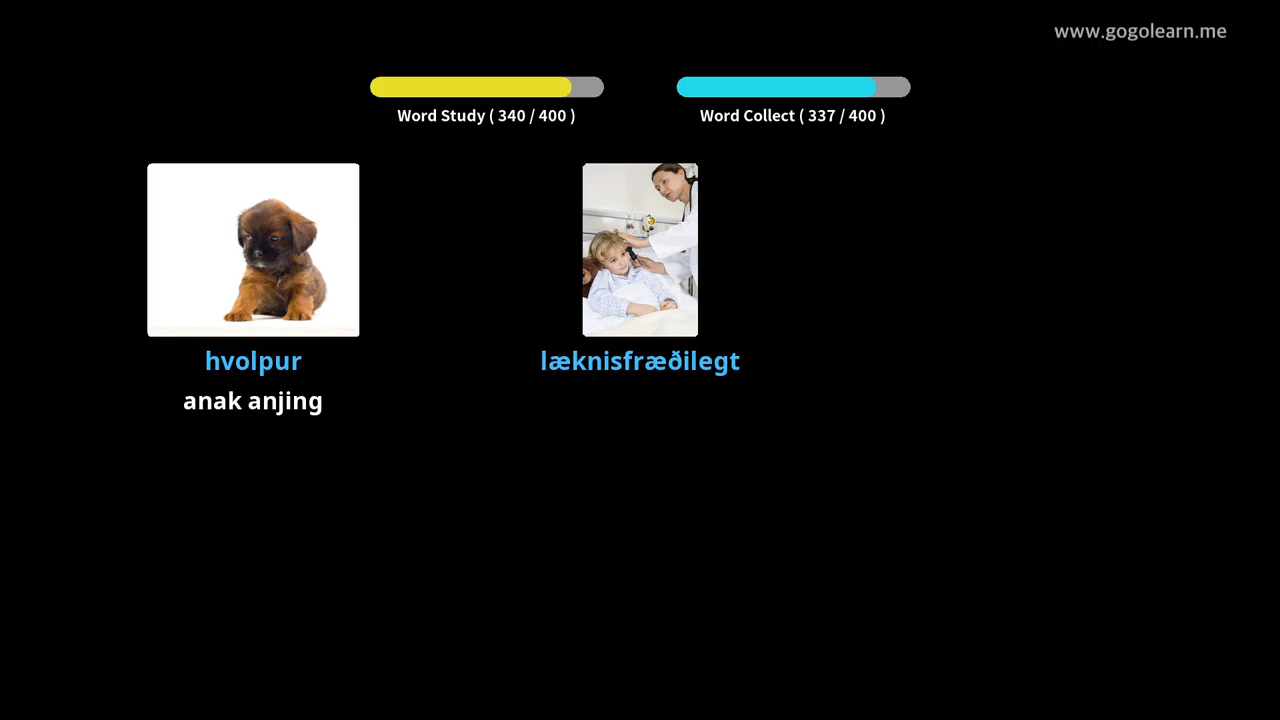 www.gogolearn.me
Word Study ( 340 / 400 )
Word Collect ( 337 / 400 )
hvolpur
anak anjing
læknisfræðilegt